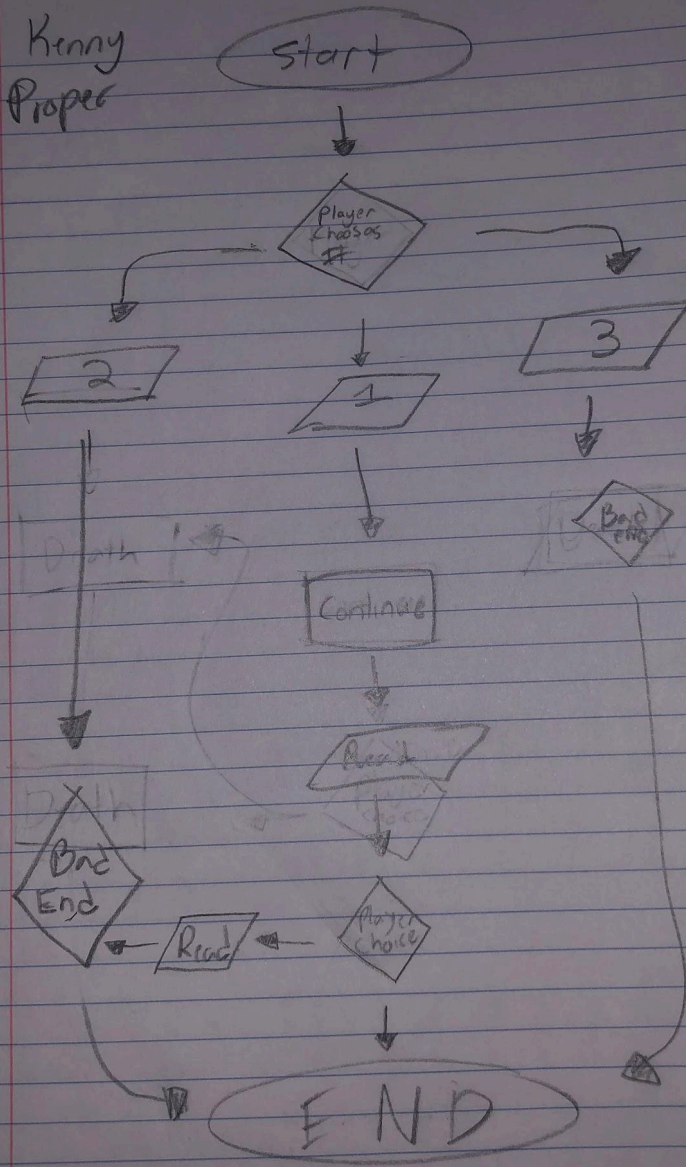 Kenny
Proper
Start
Player
Chooses
#
2
1
3
Death
Bad
end
Continue
Read
Death
Bad
End
Player
Choice
Read
END